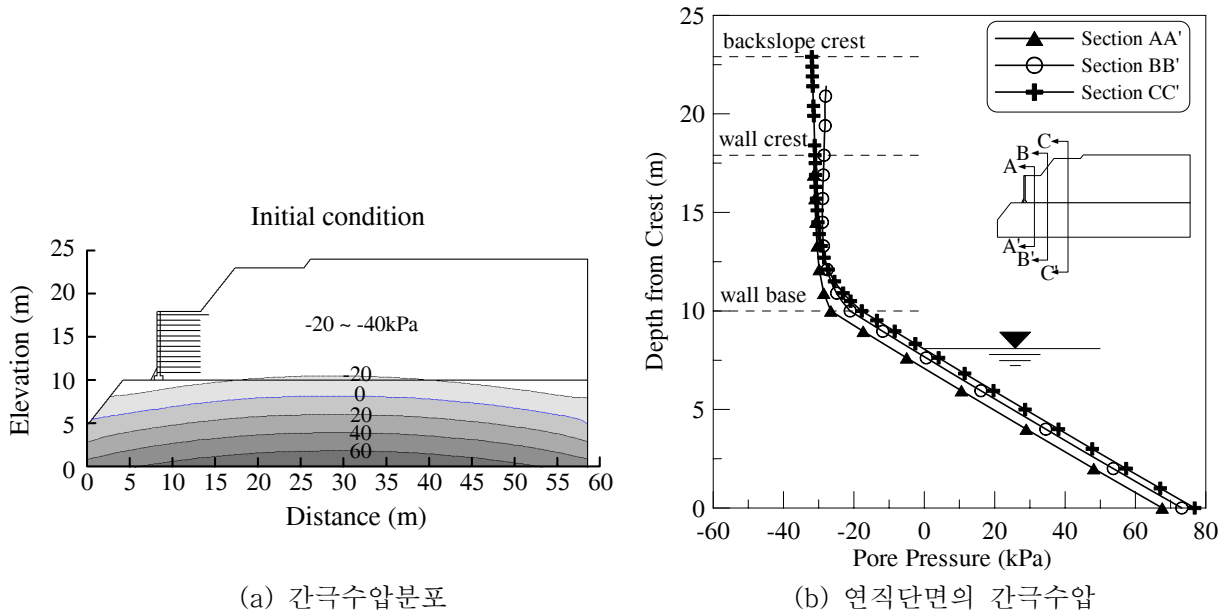 Initial condition
25
20
15
10
5
0
Elevation (m)
-20 ~ -40kPa
-20
0
20
40
60
0 5 10 15 20 25 30 35 40 45 50 55 60
Distance (m)
(a) 간극수압분포
25
20
15
10
5
0
Depth from Crest (m)
backslope crest
wall crest
wall base
Section AA'
Section BB'
Section CC'
C
B
A
A'
B'
C'
-60 -40 -20 0 20 40 60 80
Pore Pressure (kPa)
(b) 연직단면의 간극수압